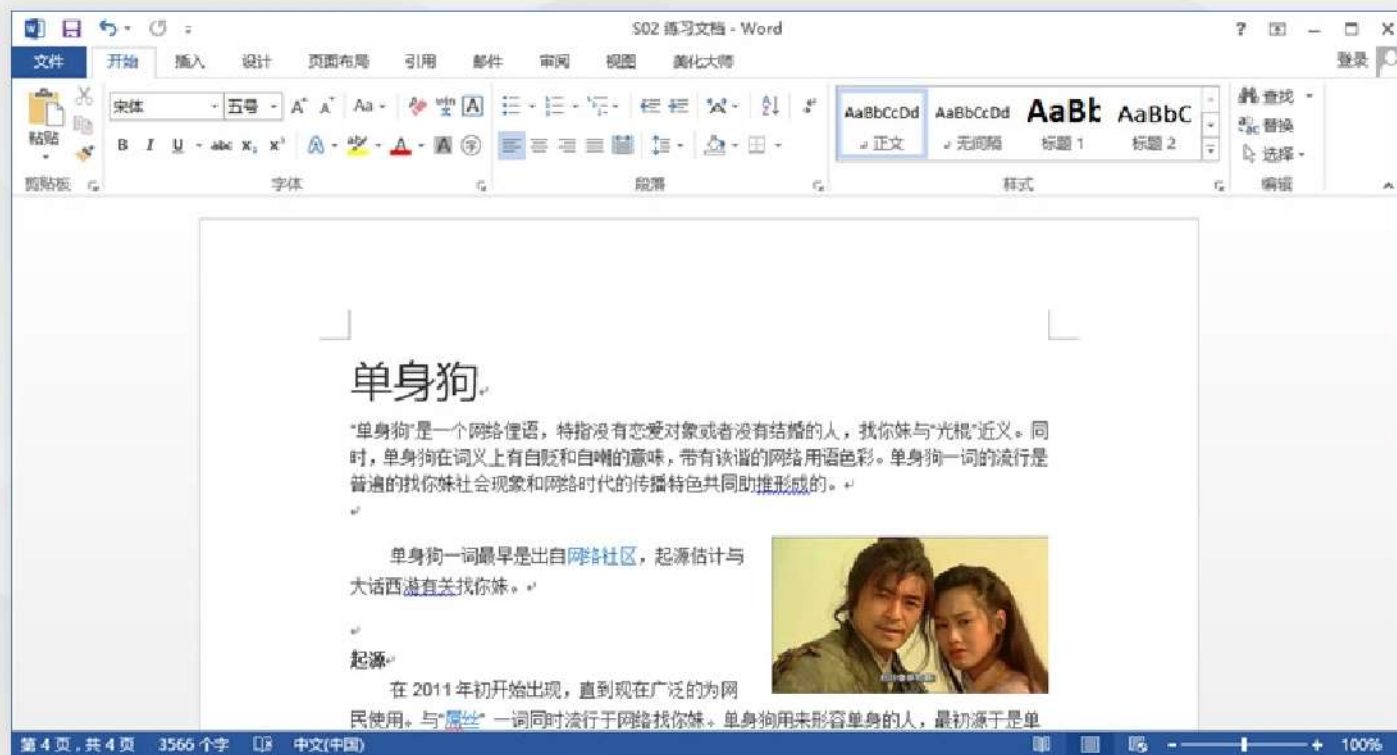 S02 练习文档 - Word
文件 开始 插入 设计 页面布局 引用 邮件 审阅 视图 美化大师 登录
宋体 五号 Aa wén A 查找
AaBbCcDd AaBbCcDd AaBb AaBbC
粘贴 B I U abc X₂ X² A aby A A 字 正文 无间隔 标题 1 标题 2 替换
选择
剪贴板 字体 段落 样式 编辑
单身狗
“单身狗”是一个网络俚语，特指没有恋爱对象或者没有结婚的人，找你妹与“光棍”近义。同
时，单身狗在词义上有自贬和自嘲的意味，带有诙谐的网络用语色彩。单身狗一词的流行是
普遍的找你妹社会现象和网络时代的传播特色共同助推形成的。
单身狗一词最早是出自网络社区，起源估计与
大话西游有关找你妹。
起源
在 2011 年初开始出现，直到现在广泛的为网
民使用。与“屌丝” 一词同时流行于网络找你妹。单身狗用来形容单身的人，最初源于是单
第 4 页，共 4 页 3566 个字 中文(中国) 100%